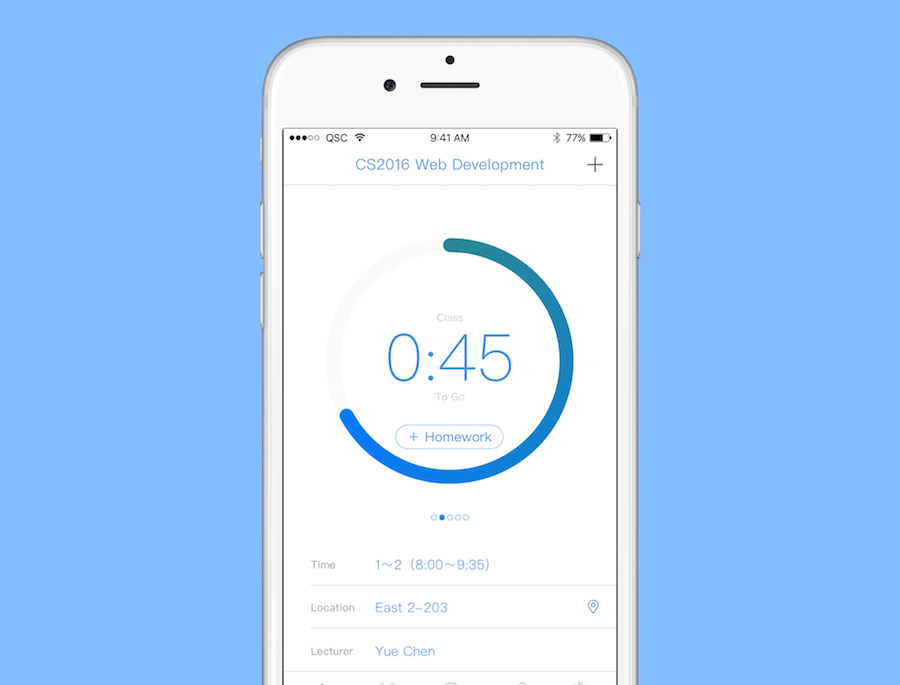 QSC 9:41 AM 77%
CS2016 Web Development +
Class
0:45
To Go
+ Homework
Time 1～2（8:00～9:35）
Location East 2-203
Lecturer Yue Chen